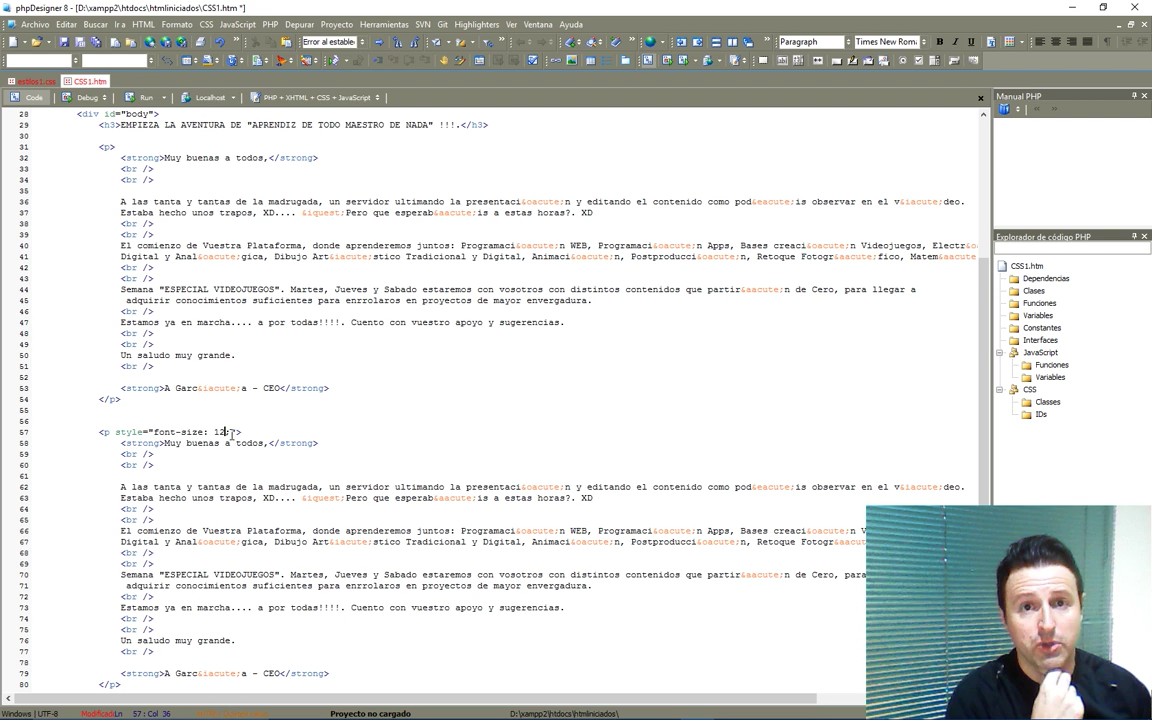 phpDesigner 8 - [D:\xampp2\htdocs\htmliniciados\CSS1.htm *]
Archivo Editar Buscar Ir a HTML Formato CSS JavaScript PHP Depurar Proyecto Herramientas SVN Git Highlighters Ver Ventana Ayuda
Error al estable Paragraph Times New Rom B I U
estilos1.css CSS1.htm
Code Debug Run Localhost PHP + XHTML + CSS + JavaScript
Manual PHP
28 <div id="body">
29 <h3>EMPIEZA LA AVENTURA DE "APRENDIZ DE TODO MAESTRO DE NADA" !!!.</h3>
30
31 <p>
32 <strong>Muy buenas a todos,</strong>
33 <br />
34 <br />
35
36 A las tanta y tantas de la madrugada, un servidor ultimando la presentaci&oacute;n y editando el contenido como pod&eacute;is observar en el v&iacute;deo.
37 Estaba hecho unos trapos, XD.... &iquest;Pero que esperab&aacute;is a estas horas?. XD
38 <br />
39 <br />
40 El comienzo de Vuestra Plataforma, donde aprenderemos juntos: Programaci&oacute;n WEB, Programaci&oacute;n Apps, Bases creaci&oacute;n Videojuegos, Electr&o
41 Digital y Anal&oacute;gica, Dibujo Art&iacute;stico Tradicional y Digital, Animaci&oacute;n, Postproducci&oacute;n, Retoque Fotogr&aacute;fico, Matem&aacute
42 <br />
43 <br />
44 Semana "ESPECIAL VIDEOJUEGOS". Martes, Jueves y Sabado estaremos con vosotros con distintos contenidos que partir&aacute;n de Cero, para llegar a
45 adquirir conocimientos suficientes para enrrolaros en proyectos de mayor envergadura.
46 <br />
47 Estamos ya en marcha.... a por todas!!!!. Cuento con vuestro apoyo y sugerencias.
48 <br />
49 <br />
50 Un saludo muy grande.
51 <br />
52
53 <strong>A Garc&iacute;a - CEO</strong>
54 </p>
55
56
57 <p style="font-size: 12;">
58 <strong>Muy buenas a todos,</strong>
59 <br />
60 <br />
61
62 A las tanta y tantas de la madrugada, un servidor ultimando la presentaci&oacute;n y editando el contenido como pod&eacute;is observar en el v&iacute;deo.
63 Estaba hecho unos trapos, XD.... &iquest;Pero que esperab&aacute;is a estas horas?. XD
64 <br />
65 <br />
66 El comienzo de Vuestra Plataforma, donde aprenderemos juntos: Programaci&oacute;n WEB, Programaci&oacute;n Apps, Bases creaci&oacute;n V
67 Digital y Anal&oacute;gica, Dibujo Art&iacute;stico Tradicional y Digital, Animaci&oacute;n, Postproducci&oacute;n, Retoque Fotogr&aac
68 <br />
69 <br />
70 Semana "ESPECIAL VIDEOJUEGOS". Martes, Jueves y Sabado estaremos con vosotros con distintos contenidos que partir&aacute;n de Cero, para
71 adquirir conocimientos suficientes para enrrolaros en proyectos de mayor envergadura.
72 <br />
73 Estamos ya en marcha.... a por todas!!!!. Cuento con vuestro apoyo y sugerencias.
74 <br />
75 <br />
76 Un saludo muy grande.
77 <br />
78
79 <strong>A Garc&iacute;a - CEO</strong>
80 </p>
Explorador de código PHP
CSS1.htm
Dependencias
Clases
Funciones
Variables
Constantes
Interfaces
JavaScript
Funciones
Variables
CSS
Classes
IDs
Windows UTF-8 Modificado Ln 57 : Col 36 Proyecto no cargado D:\xampp2\htdocs\htmliniciados\